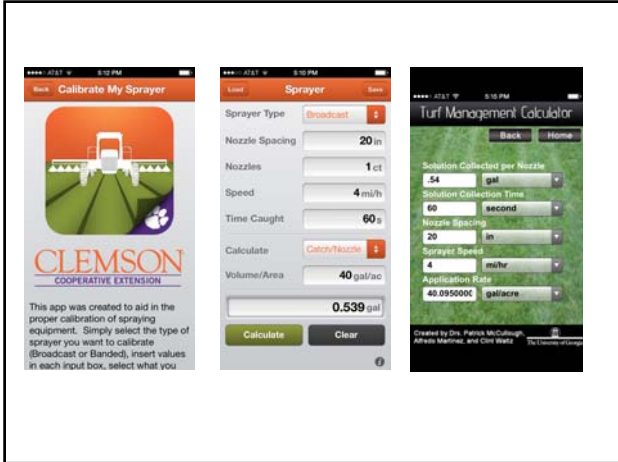 AT&T 5:12 PM
Back Calibrate My Sprayer
CLEMSON
COOPERATIVE EXTENSION
This app was created to aid in the
proper calibration of spraying
equipment. Simply select the type of
sprayer you want to calibrate
(Broadcast or Banded), insert values
in each input box, select what you
AT&T 5:10 PM
Load Sprayer Save
Sprayer Type Broadcast
Nozzle Spacing 20 in
Nozzles 1 ct
Speed 4 mi/h
Time Caught 60 s
Calculate Catch/Nozzle
Volume/Area 40 gal/ac
0.539 gal
Calculate Clear
AT&T 5:15 PM
Turf Management Calculator
Back Home
Solution Collected per Nozzle
.54 gal
Solution Collection Time
60 second
Nozzle Spacing
20 in
Sprayer Speed
4 mi/hr
Application Rate
40.095000 gal/acre
Created by Drs. Patrick McCullough,
Alfredo Martinez, and Clint Waltz
The University of Georgia